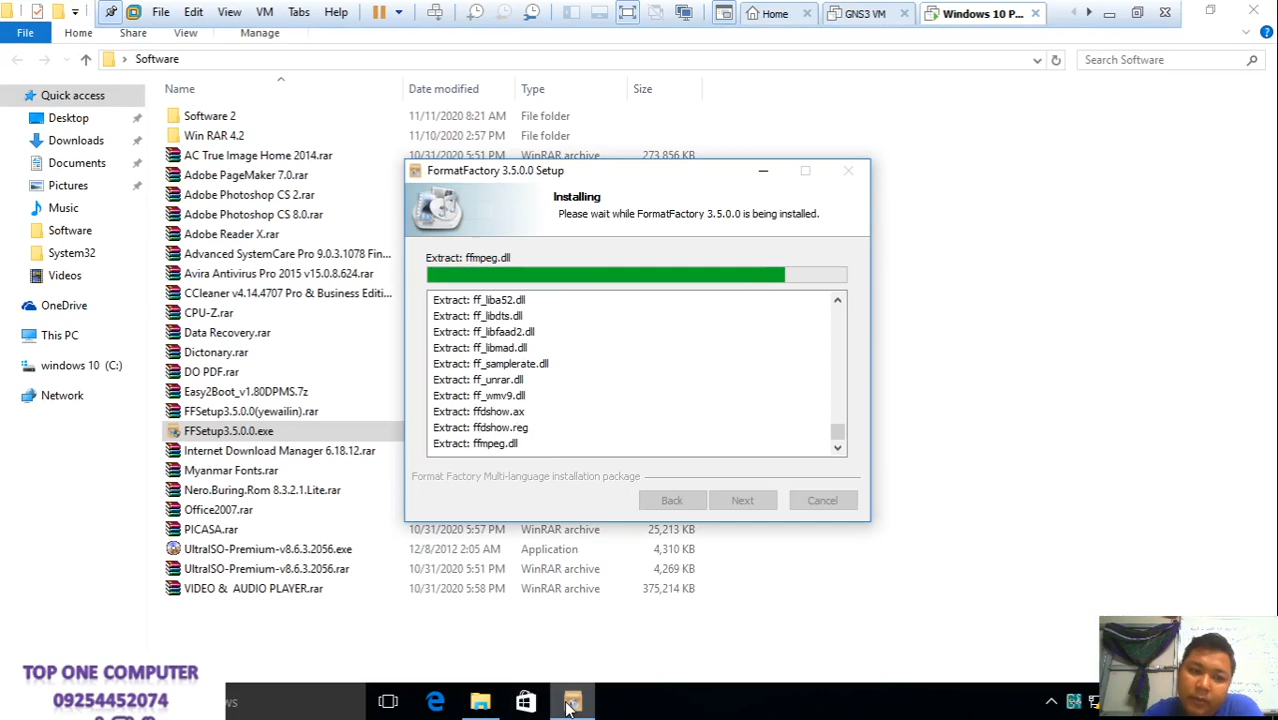 File Edit View VM Tabs Help
Home GNS3 VM Windows 10 P...
File Home Share View Manage
Software
Search Software
Name Date modified Type Size
Quick access
Desktop
Downloads
Documents
Pictures
Music
Software
System32
Videos
OneDrive
This PC
windows 10 (C:)
Network
Software 2 11/11/2020 8:21 AM File folder
Win RAR 4.2 11/10/2020 2:57 PM File folder
AC True Image Home 2014.rar 10/31/2020 5:51 PM WinRAR archive 273,856 KB
Adobe PageMaker 7.0.rar
Adobe Photoshop CS 2.rar
Adobe Photoshop CS 8.0.rar
Adobe Reader X.rar
Advanced SystemCare Pro 9.0.3.1078 Fin...
Avira Antivirus Pro 2015 v15.0.8.624.rar
CCleaner v4.14.4707 Pro & Business Editi...
CPU-Z.rar
Data Recovery.rar
Dictonary.rar
DO PDF.rar
Easy2Boot_v1.80DPMS.7z
FFSetup3.5.0.0(yewailin).rar
FFSetup3.5.0.0.exe
Internet Download Manager 6.18.12.rar
Myanmar Fonts.rar
Nero.Buring.Rom 8.3.2.1.Lite.rar
Office2007.rar
PICASA.rar 10/31/2020 5:57 PM WinRAR archive 25,213 KB
UltraISO-Premium-v8.6.3.2056.exe 12/8/2012 2:05 AM Application 4,310 KB
UltraISO-Premium-v8.6.3.2056.rar 10/31/2020 5:51 PM WinRAR archive 4,269 KB
VIDEO & AUDIO PLAYER.rar 10/31/2020 5:58 PM WinRAR archive 375,214 KB
FormatFactory 3.5.0.0 Setup
Installing
Please wait while FormatFactory 3.5.0.0 is being installed.
Extract: ffmpeg.dll
Extract: ff_liba52.dll
Extract: ff_libdts.dll
Extract: ff_libfaad2.dll
Extract: ff_libmad.dll
Extract: ff_samplerate.dll
Extract: ff_unrar.dll
Extract: ff_wmv9.dll
Extract: ffdshow.ax
Extract: ffdshow.reg
Extract: ffmpeg.dll
Format Factory Multi-language installation package
Back Next Cancel
TOP ONE COMPUTER
09254452074